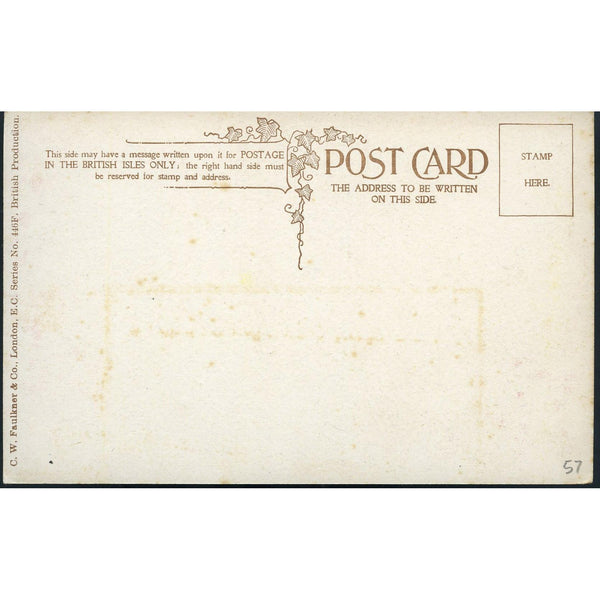 C. W. Faulkner & Co., London, E.C. Series No. 446F. British Production.
This side may have a message written upon it for POSTAGE
IN THE BRITISH ISLES ONLY: the right hand side must
be reserved for stamp and address.
POST CARD
THE ADDRESS TO BE WRITTEN
ON THIS SIDE.
STAMP
HERE.
57